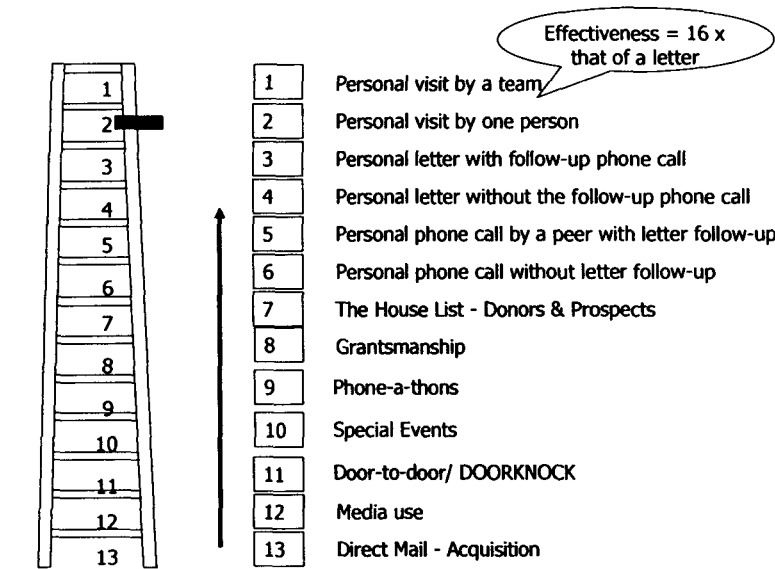 Effectiveness = 16 x
that of a letter
1
2
3
4
5
6
7
8
9
10
11
12
13
1 Personal visit by a team
2 Personal visit by one person
3 Personal letter with follow-up phone call
4 Personal letter without the follow-up phone call
5 Personal phone call by a peer with letter follow-up
6 Personal phone call without letter follow-up
7 The House List - Donors & Prospects
8 Grantsmanship
9 Phone-a-thons
10 Special Events
11 Door-to-door/ DOORKNOCK
12 Media use
13 Direct Mail - Acquisition